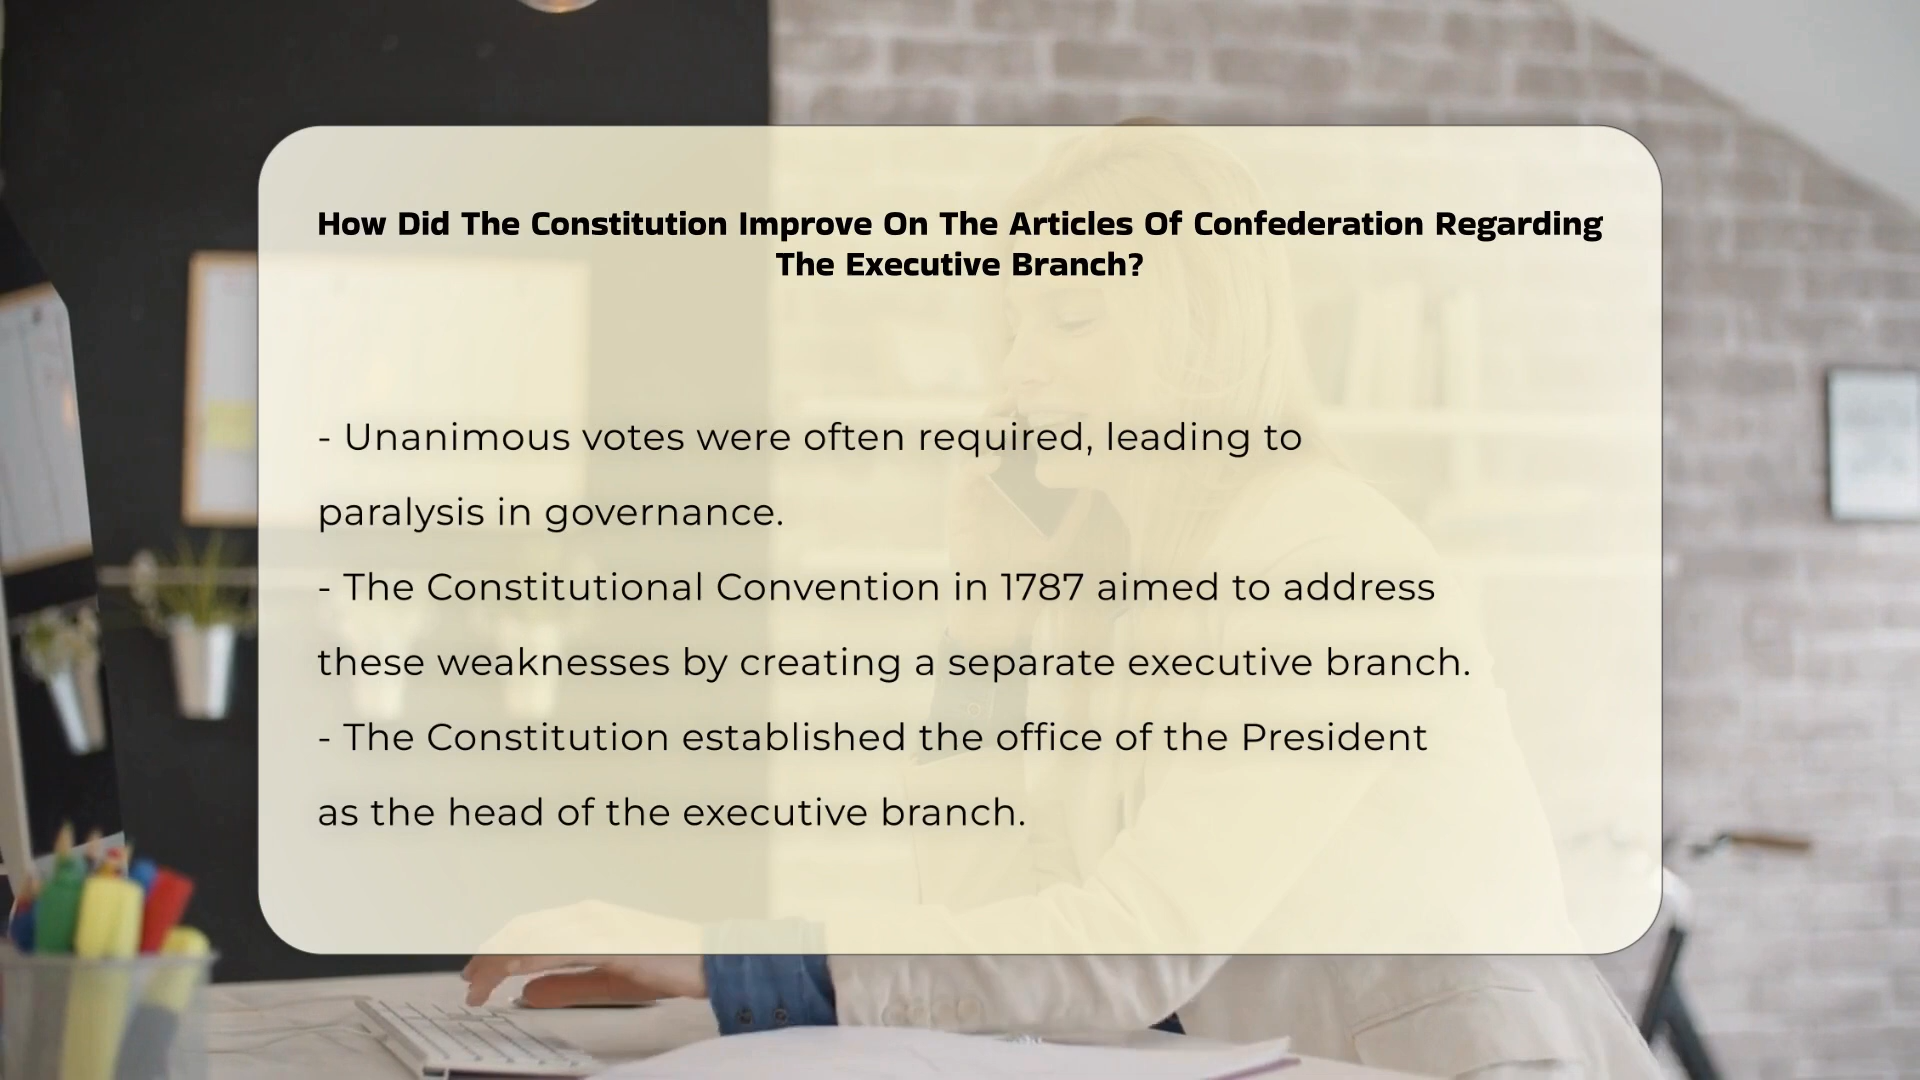 How Did The Constitution Improve On The Articles Of Confederation Regarding
The Executive Branch?
- Unanimous votes were often required, leading to
paralysis in governance.
- The Constitutional Convention in 1787 aimed to address
these weaknesses by creating a separate executive branch.
- The Constitution established the office of the President
as the head of the executive branch.